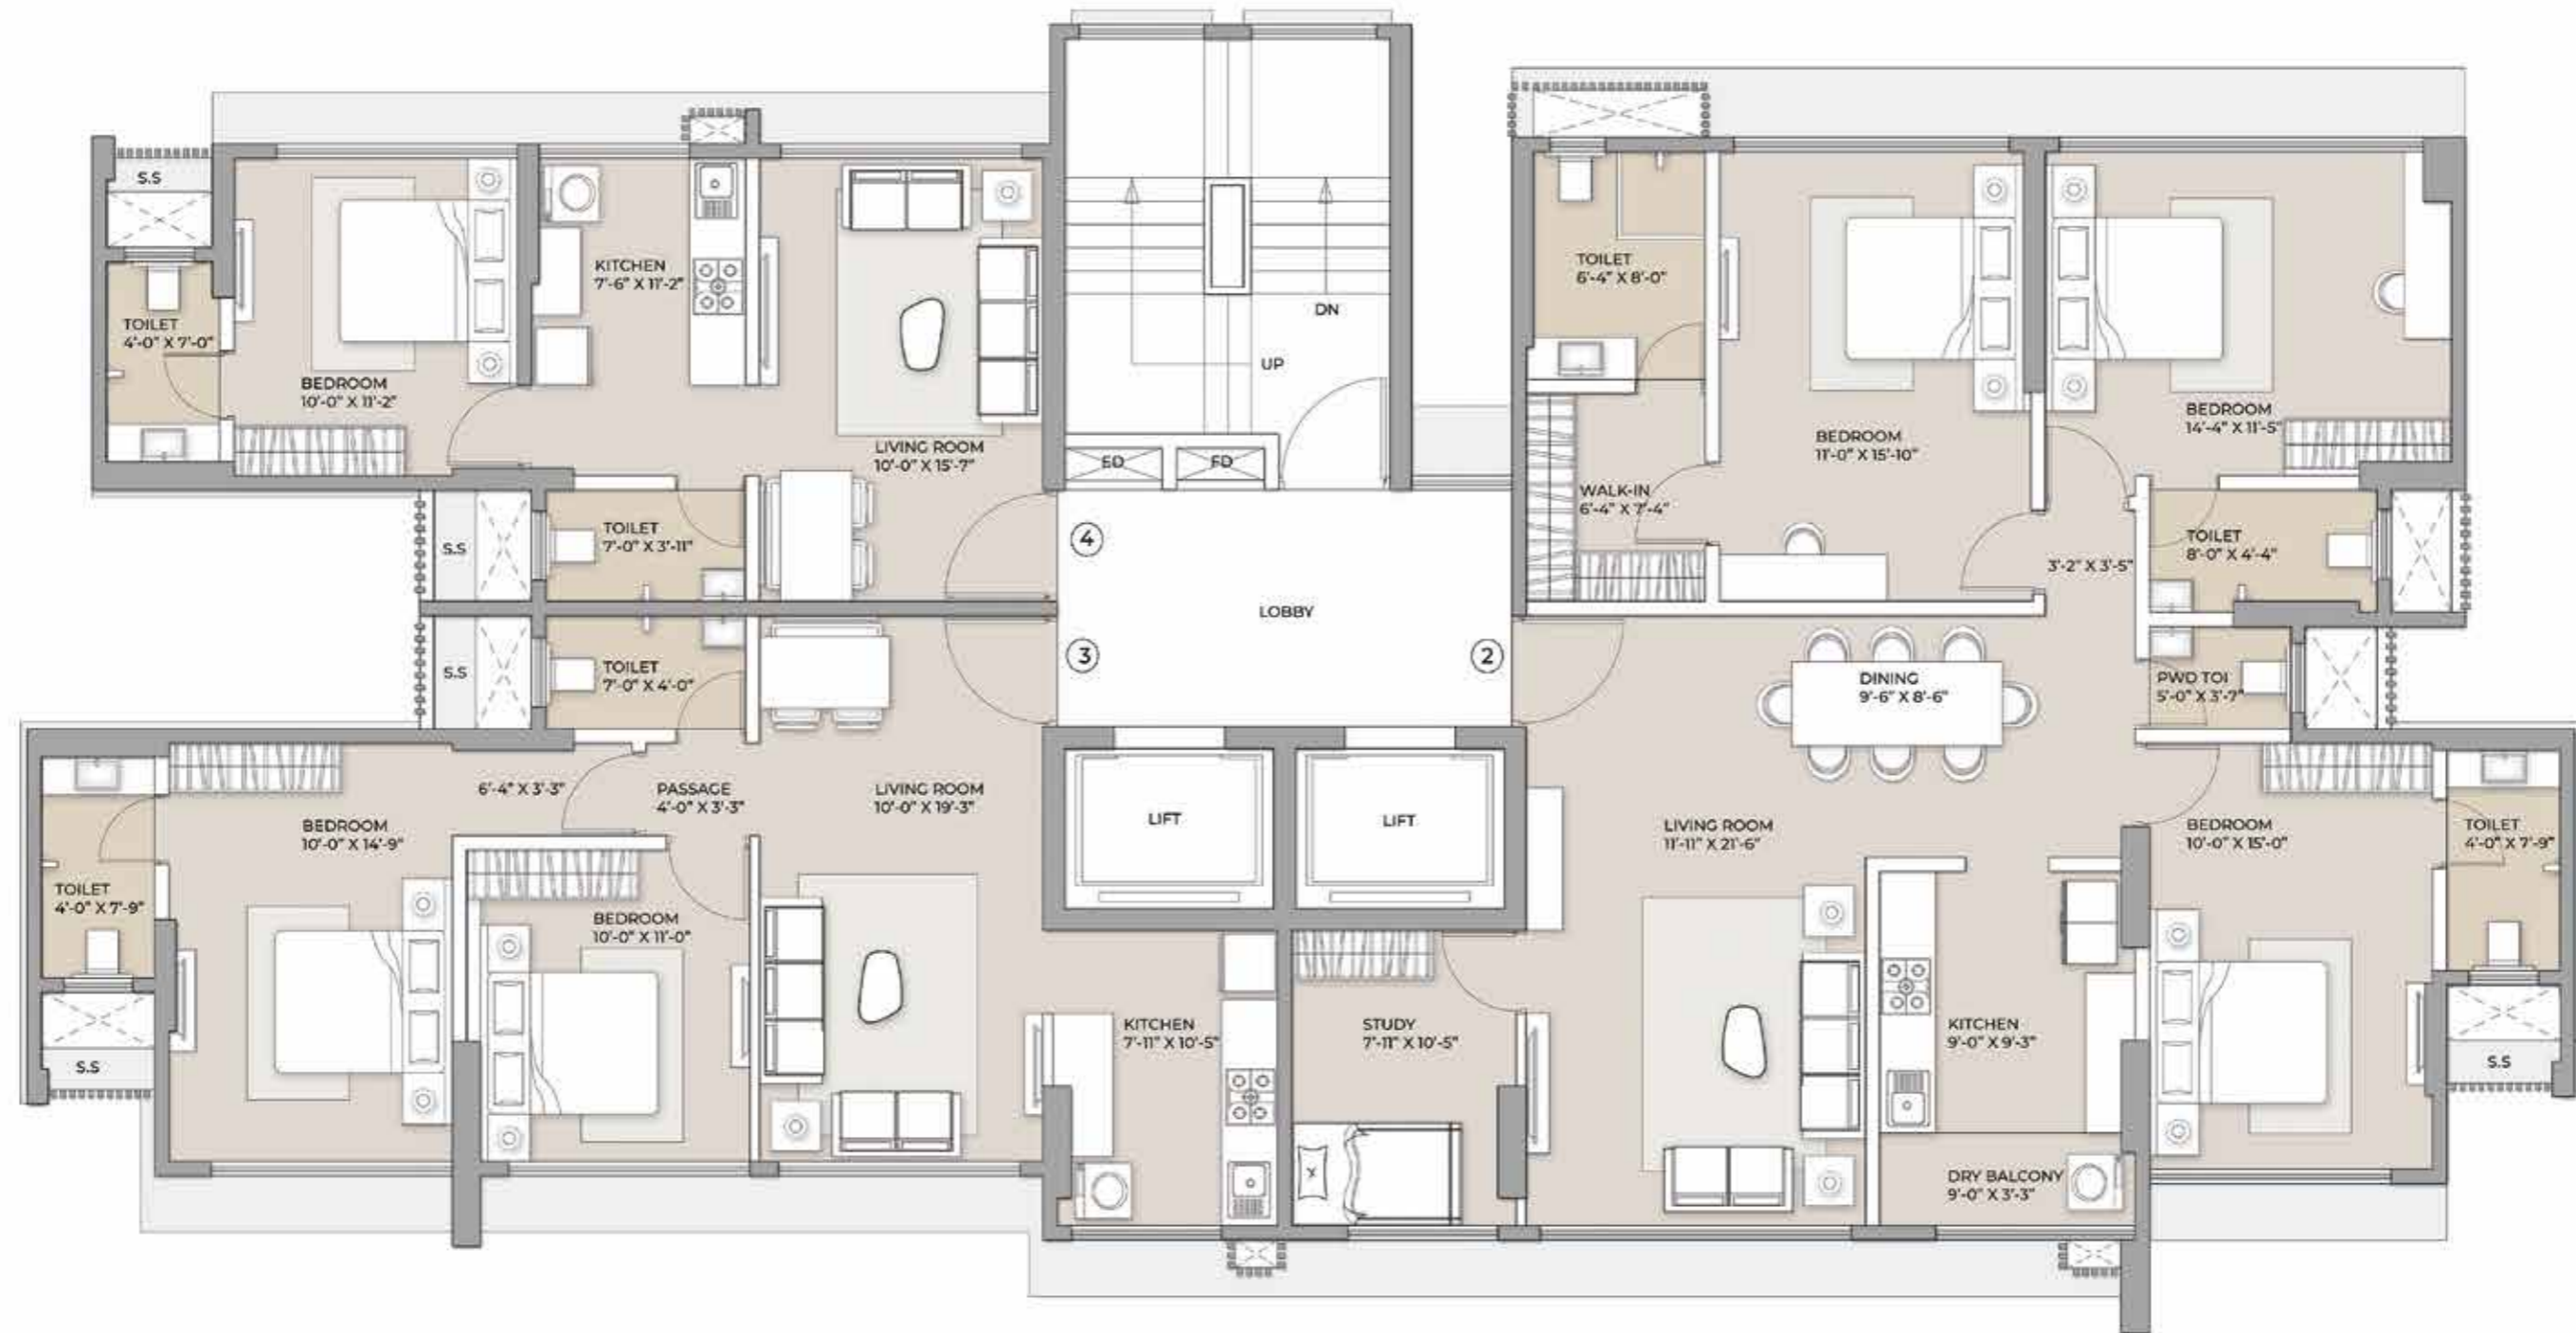 S.S
TOILET
4'-0" X 7'-0"
BEDROOM
10'-0" X 11'-2"
KITCHEN
7'-6" X 11'-2"
LIVING ROOM
10'-0" X 15'-7"
S.S
TOILET
7'-0" X 3'-11"
UP
DN
ED
FD
4
LOBBY
3
2
LIFT
LIFT
TOILET
6'-4" X 8'-0"
WALK-IN
6'-4" X 7'-4"
BEDROOM
11'-0" X 15'-10"
BEDROOM
14'-4" X 11'-5"
TOILET
8'-0" X 4'-4"
3'-2" X 3'-5"
PWD TOI
5'-0" X 3'-7"
DINING
9'-6" X 8'-6"
S.S
TOILET
7'-0" X 4'-0"
6'-4" X 3'-3"
PASSAGE
4'-0" X 3'-3"
LIVING ROOM
10'-0" X 19'-3"
BEDROOM
10'-0" X 14'-9"
TOILET
4'-0" X 7'-9"
S.S
BEDROOM
10'-0" X 11'-0"
KITCHEN
7'-11" X 10'-5"
STUDY
7'-11" X 10'-5"
LIVING ROOM
11'-11" X 21'-6"
KITCHEN
9'-0" X 9'-3"
DRY BALCONY
9'-0" X 3'-3"
BEDROOM
10'-0" X 15'-0"
TOILET
4'-0" X 7'-9"
S.S